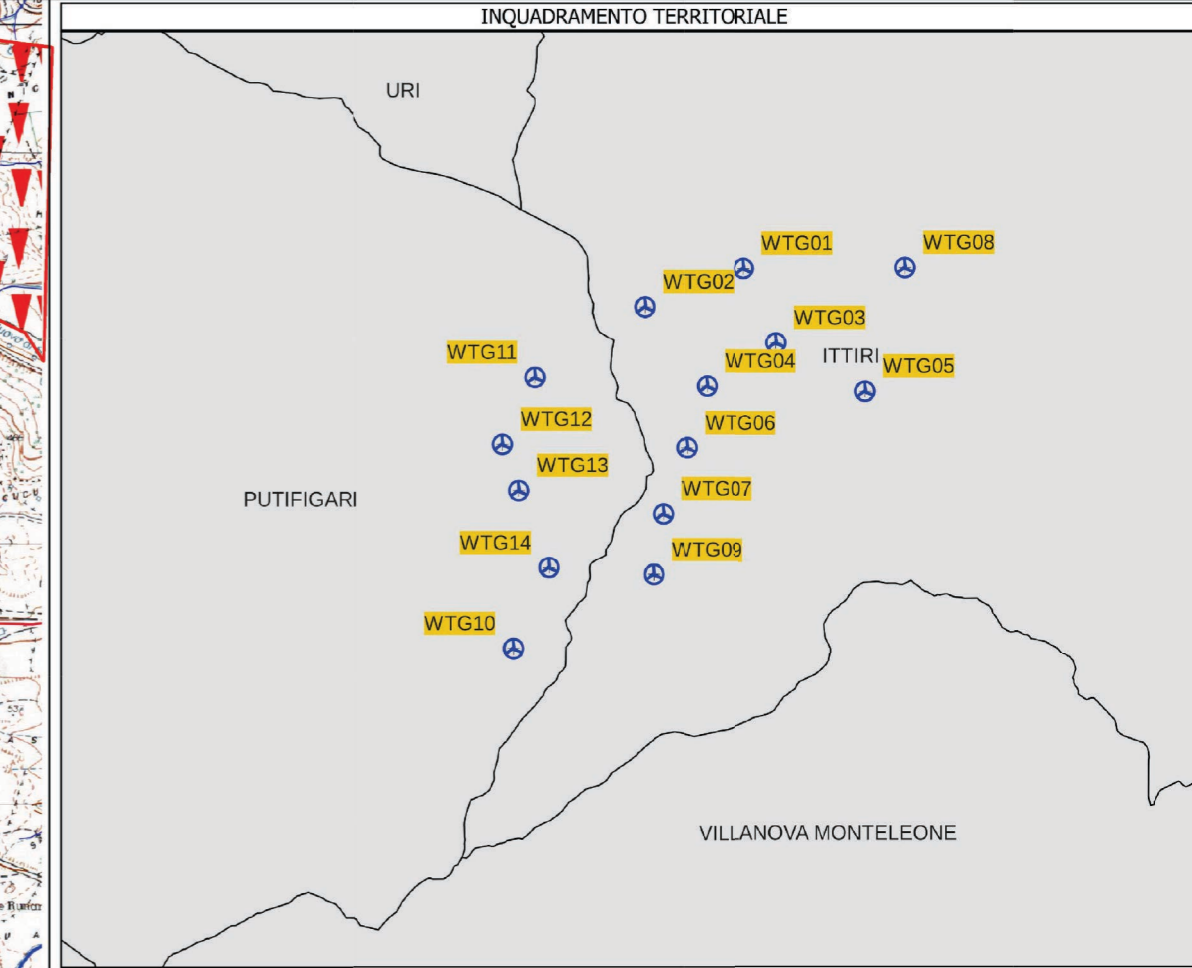 INQUADRAMENTO TERRITORIALE
URI
WTG01
WTG08
WTG02
WTG03
WTG11
WTG04
ITTIRI
WTG05
WTG12
WTG06
WTG13
WTG07
PUTIFIGARI
WTG14
WTG09
WTG10
VILLANOVA MONTELEONE